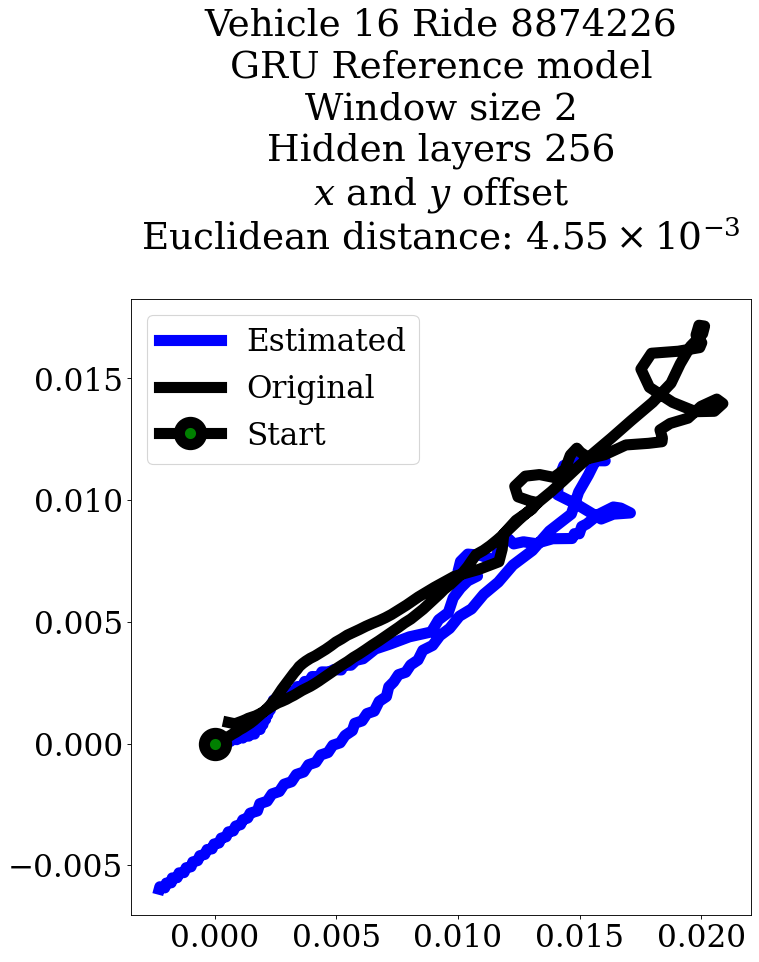 Vehicle 16 Ride 8874226
GRU Reference model
Window size 2
Hidden layers 256
x and y offset
Euclidean distance: 4.55 × 10⁻³
Estimated
Original
Start
0.015
0.010
0.005
0.000
−0.005
0.000 0.005 0.010 0.015 0.020